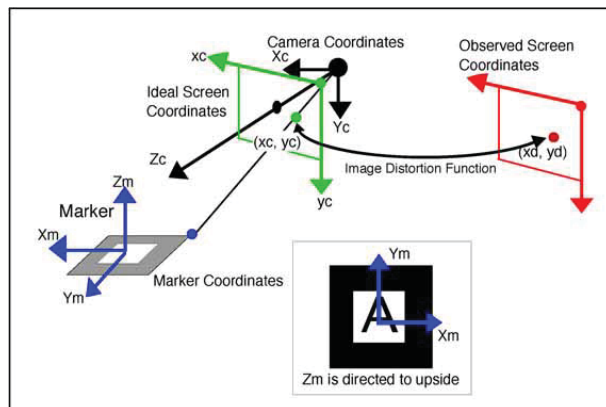 Camera Coordinates
xc
Xc
Observed Screen
Coordinates
Ideal Screen
Coordinates
Yc
(xc, yc)
(xd, yd)
Zc
Image Distortion Function
yc
Zm
Marker
Xm
Ym
Marker Coordinates
Ym
A
Xm
Zm is directed to upside